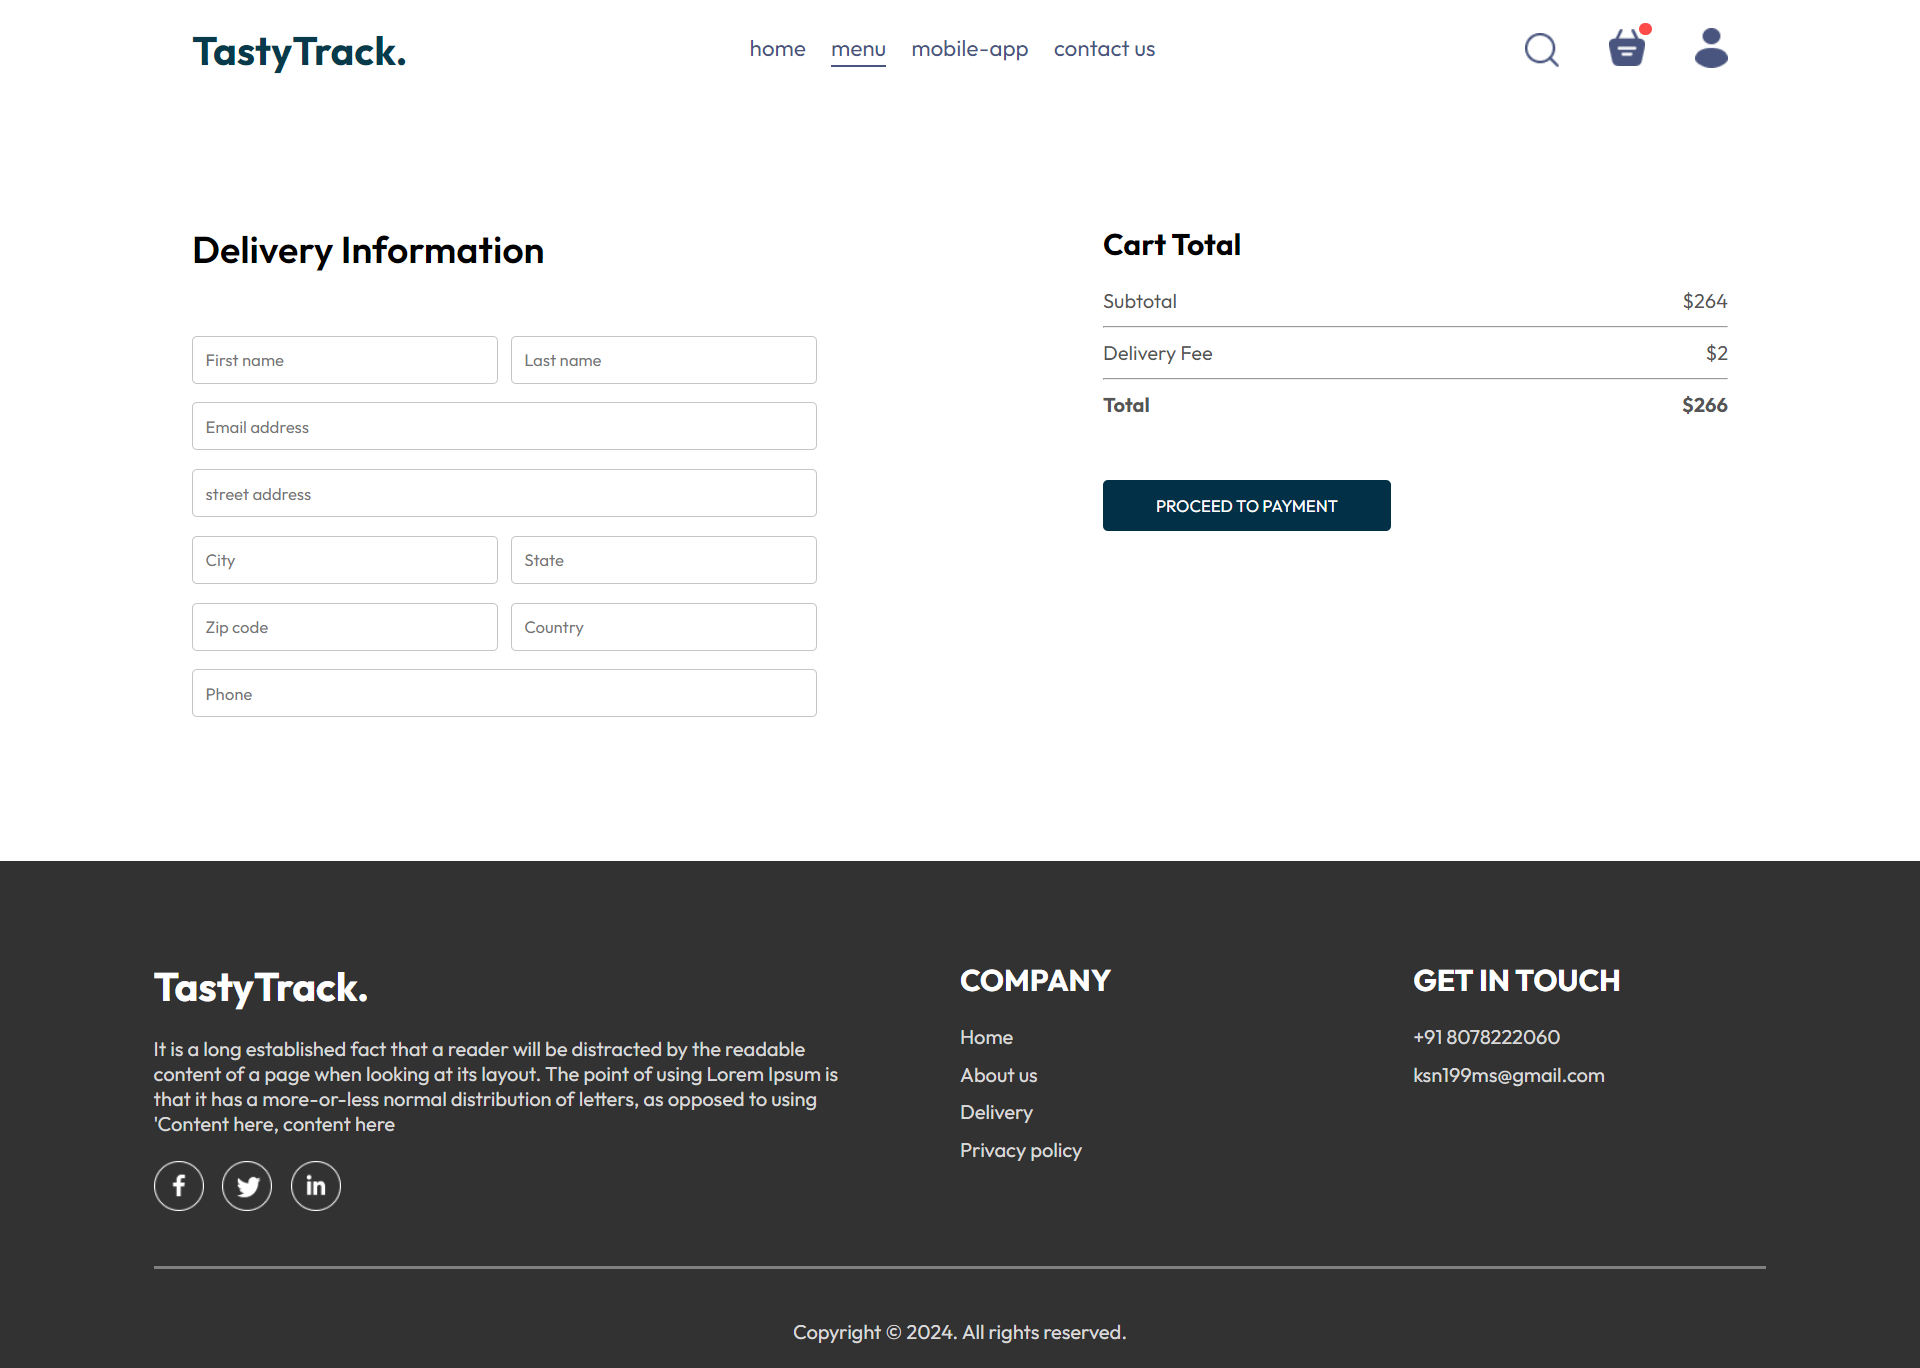 TastyTrack.
home menu mobile-app contact us
Delivery Information
First name Last name
Email address
street address
City State
Zip code Country
Phone
Cart Total
Subtotal $264
Delivery Fee $2
Total $266
PROCEED TO PAYMENT
TastyTrack.
It is a long established fact that a reader will be distracted by the readable
content of a page when looking at its layout. The point of using Lorem Ipsum is
that it has a more-or-less normal distribution of letters, as opposed to using
'Content here, content here
f in
COMPANY
Home
About us
Delivery
Privacy policy
GET IN TOUCH
+91 8078222060
ksn199ms@gmail.com
Copyright © 2024. All rights reserved.